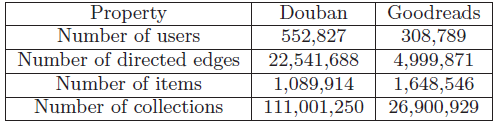 Property Douban Goodreads
Number of users 552,827 308,789
Number of directed edges 22,541,688 4,999,871
Number of items 1,089,914 1,648,546
Number of collections 111,001,250 26,900,929